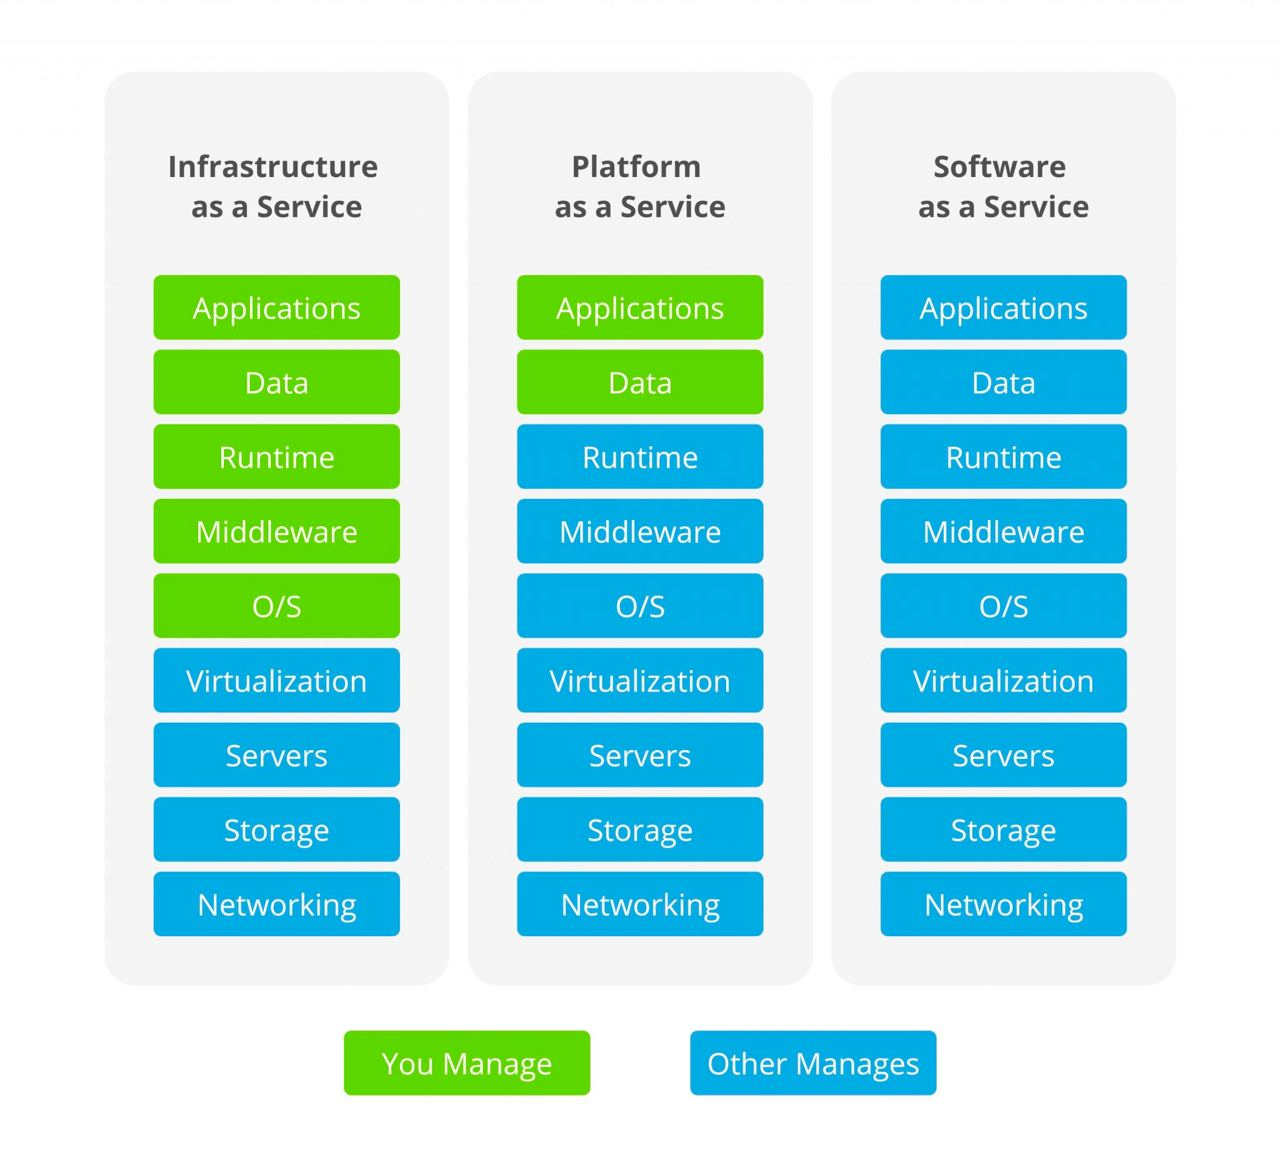 Infrastructure
as a Service
Applications
Data
Runtime
Middleware
O/S
Virtualization
Servers
Storage
Networking
Platform
as a Service
Applications
Data
Runtime
Middleware
O/S
Virtualization
Servers
Storage
Networking
Software
as a Service
Applications
Data
Runtime
Middleware
O/S
Virtualization
Servers
Storage
Networking
You Manage
Other Manages